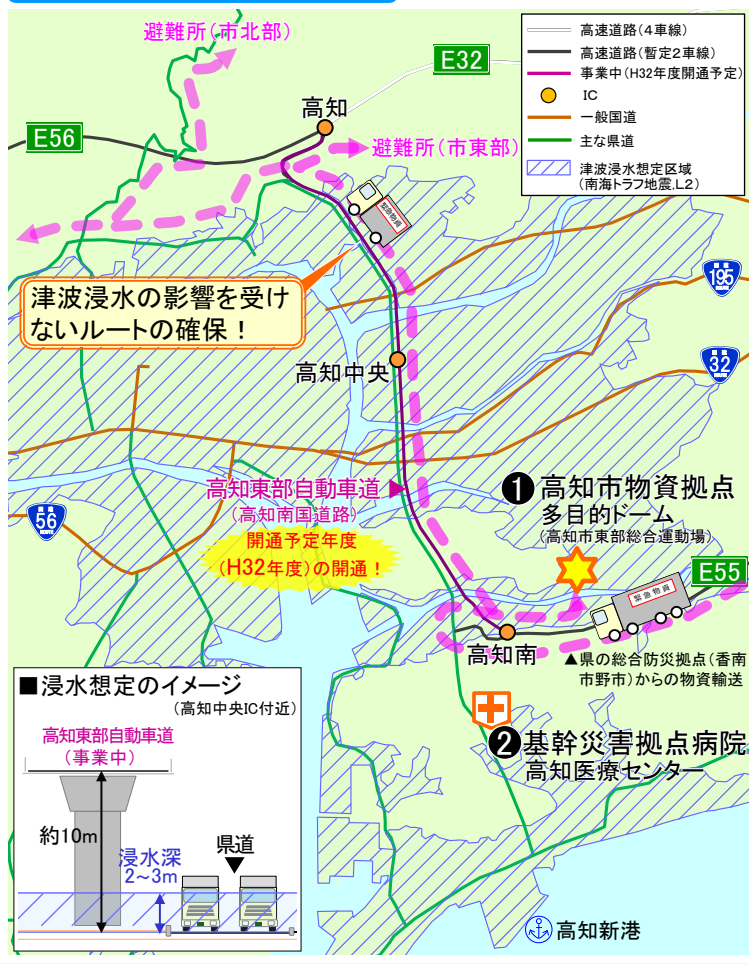 避難所(市北部)
E32
高速道路(4車線)
高速道路(暫定2車線)
事業中(H32年度開通予定)
IC
一般国道
主な県道
津波浸水想定区域
(南海トラフ地震,L2)
高知
E56
避難所(市東部)
緊急物資
津波浸水の影響を受け
ないルートの確保！
国道
195
ROUTE
国道
32
ROUTE
高知中央
高知東部自動車道▶
(高知南国道路)
国道
56
ROUTE
開通予定年度
(H32年度)の開通！
❶高知市物資拠点
多目的ドーム
(高知市東部総合運動場)
E55
緊急物資
高知南
▲県の総合防災拠点(香南
市野市)からの物資輸送
❷基幹災害拠点病院
高知医療センター
■浸水想定のイメージ
(高知中央IC付近)
高知東部自動車道
(事業中)
約10m
浸水深
2~3m
県道
▼
高知新港